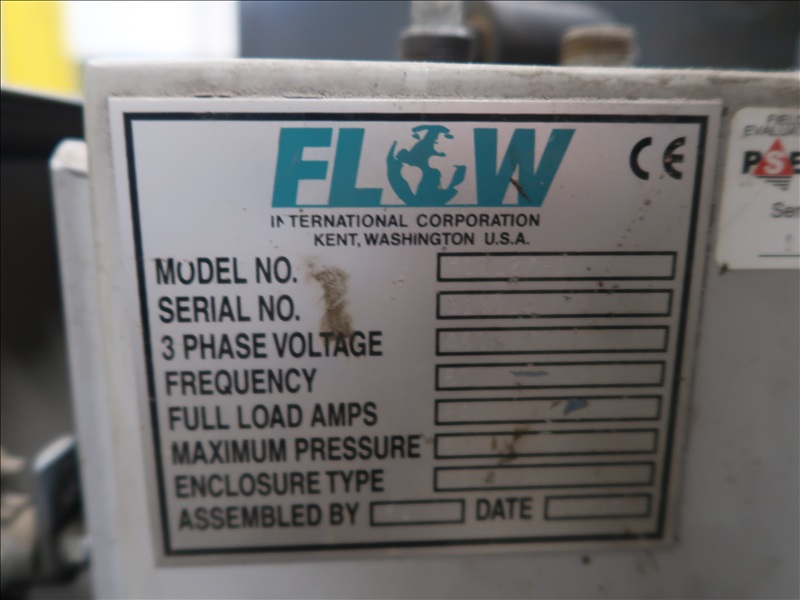 FLOW
INTERNATIONAL CORPORATION
KENT, WASHINGTON U.S.A.
CE
MODEL NO.
SERIAL NO.
3 PHASE VOLTAGE
FREQUENCY
FULL LOAD AMPS
MAXIMUM PRESSURE
ENCLOSURE TYPE
ASSEMBLED BY DATE
FIELD